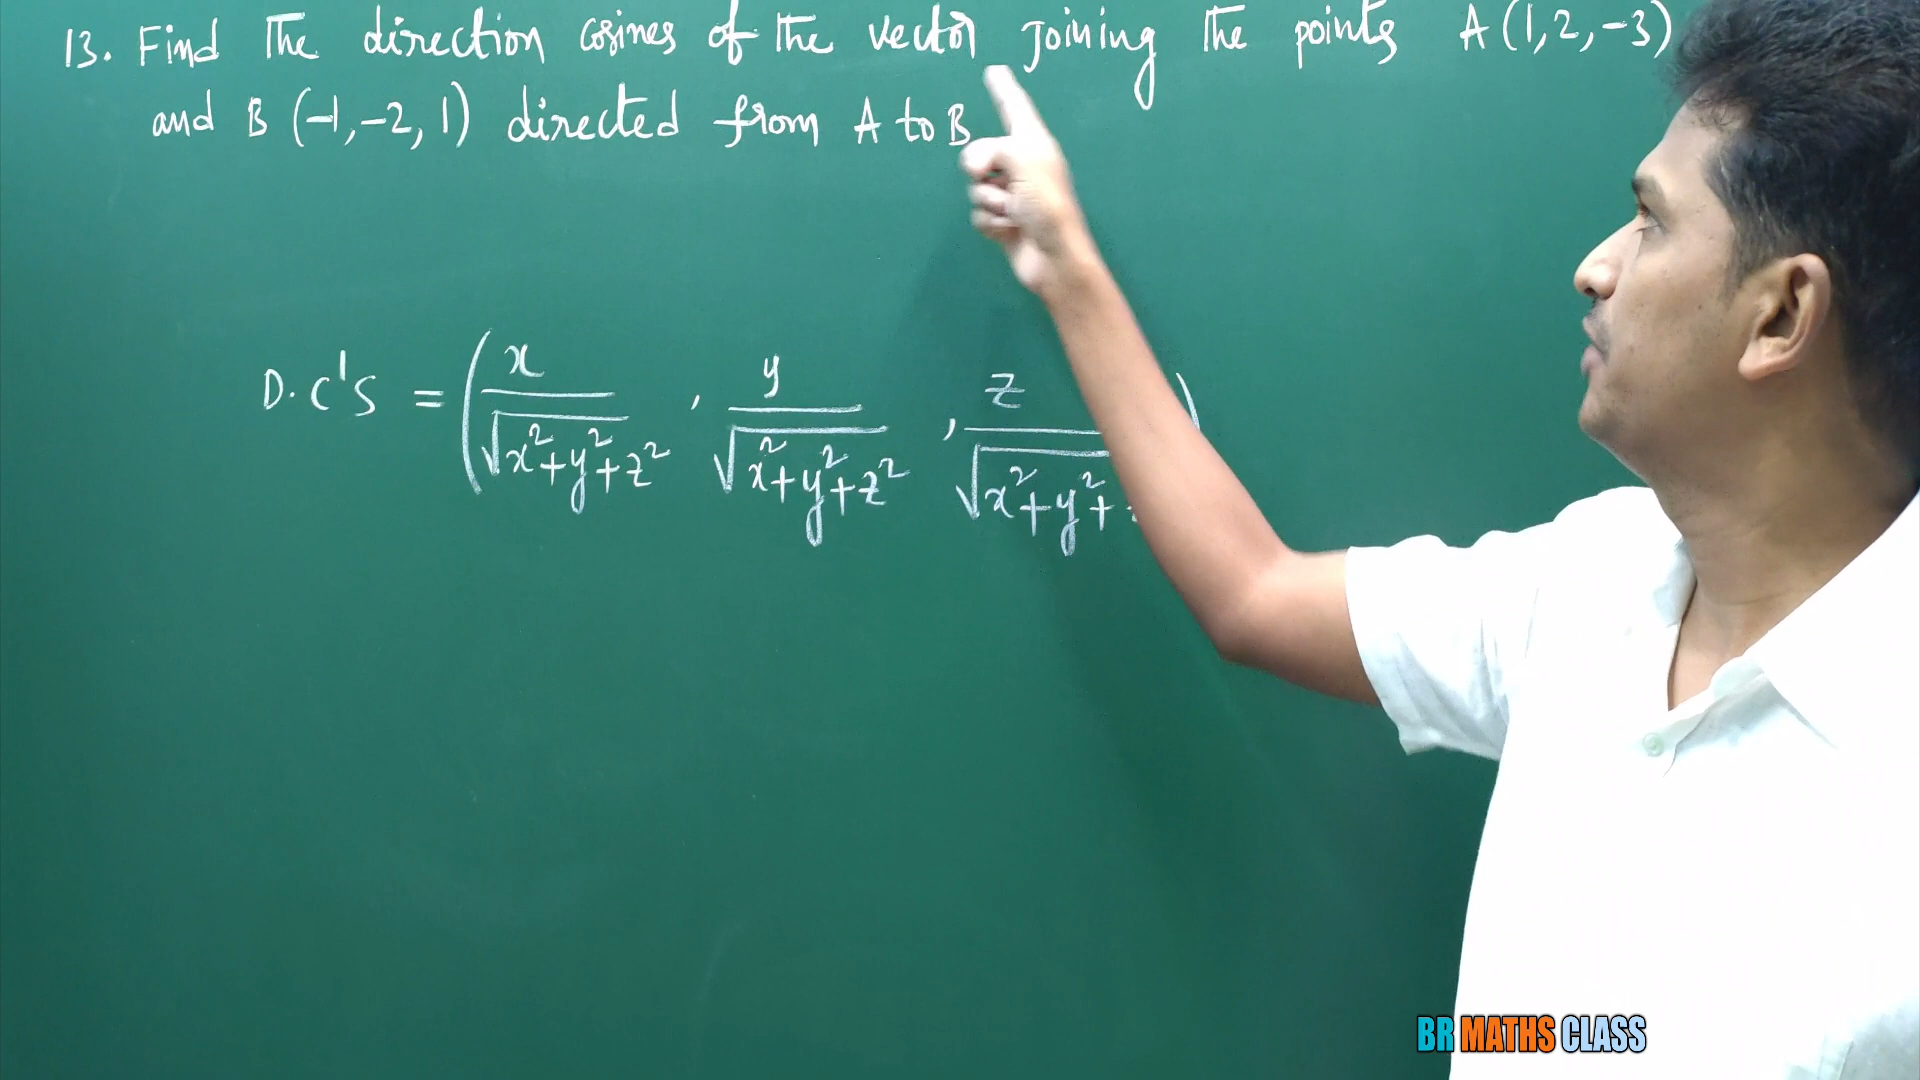 13. Find The direction cosines of The vector joining The points A (1, 2, -3)
and B (-1, -2, 1) directed from A to B
D.C's = (x/√x²+y²+z² , y/√x²+y²+z² , z/√x²+y²+ )
BR MATHS CLASS